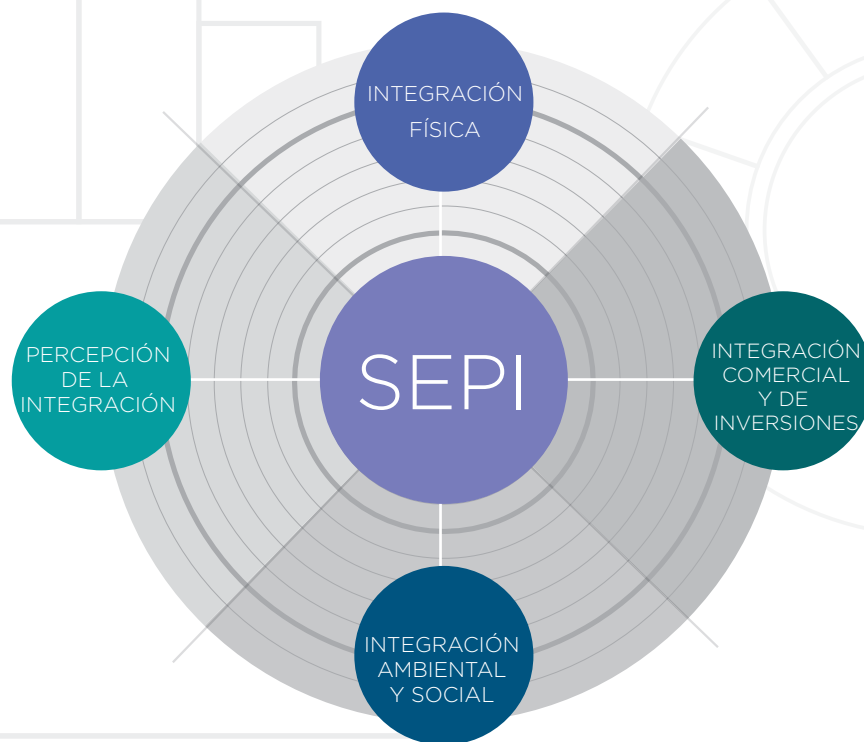 INTEGRACIÓN
FÍSICA
PERCEPCIÓN
DE LA
INTEGRACIÓN
SEPI
INTEGRACIÓN
COMERCIAL
Y DE
INVERSIONES
INTEGRACIÓN
AMBIENTAL
Y SOCIAL